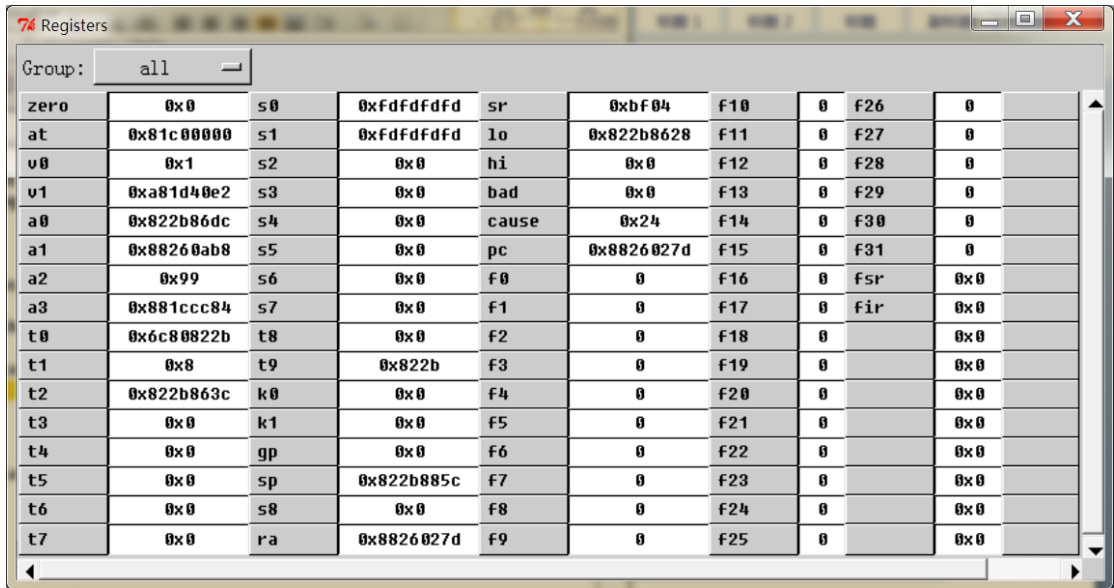 Registers
Group: all
zero 0x0 s0 0xfdfdfdfd sr 0xbf04 f10 0 f26 0
at 0x81c00000 s1 0xfdfdfdfd lo 0x822b8628 f11 0 f27 0
v0 0x1 s2 0x0 hi 0x0 f12 0 f28 0
v1 0xa81d40e2 s3 0x0 bad 0x0 f13 0 f29 0
a0 0x822b86dc s4 0x0 cause 0x24 f14 0 f30 0
a1 0x88260ab8 s5 0x0 pc 0x8826027d f15 0 f31 0
a2 0x99 s6 0x0 f0 0 f16 0 fsr 0x0
a3 0x881ccc84 s7 0x0 f1 0 f17 0 fir 0x0
t0 0x6c80822b t8 0x0 f2 0 f18 0 0x0
t1 0x8 t9 0x822b f3 0 f19 0 0x0
t2 0x822b863c k0 0x0 f4 0 f20 0 0x0
t3 0x0 k1 0x0 f5 0 f21 0 0x0
t4 0x0 gp 0x0 f6 0 f22 0 0x0
t5 0x0 sp 0x822b885c f7 0 f23 0 0x0
t6 0x0 s8 0x0 f8 0 f24 0 0x0
t7 0x0 ra 0x8826027d f9 0 f25 0 0x0